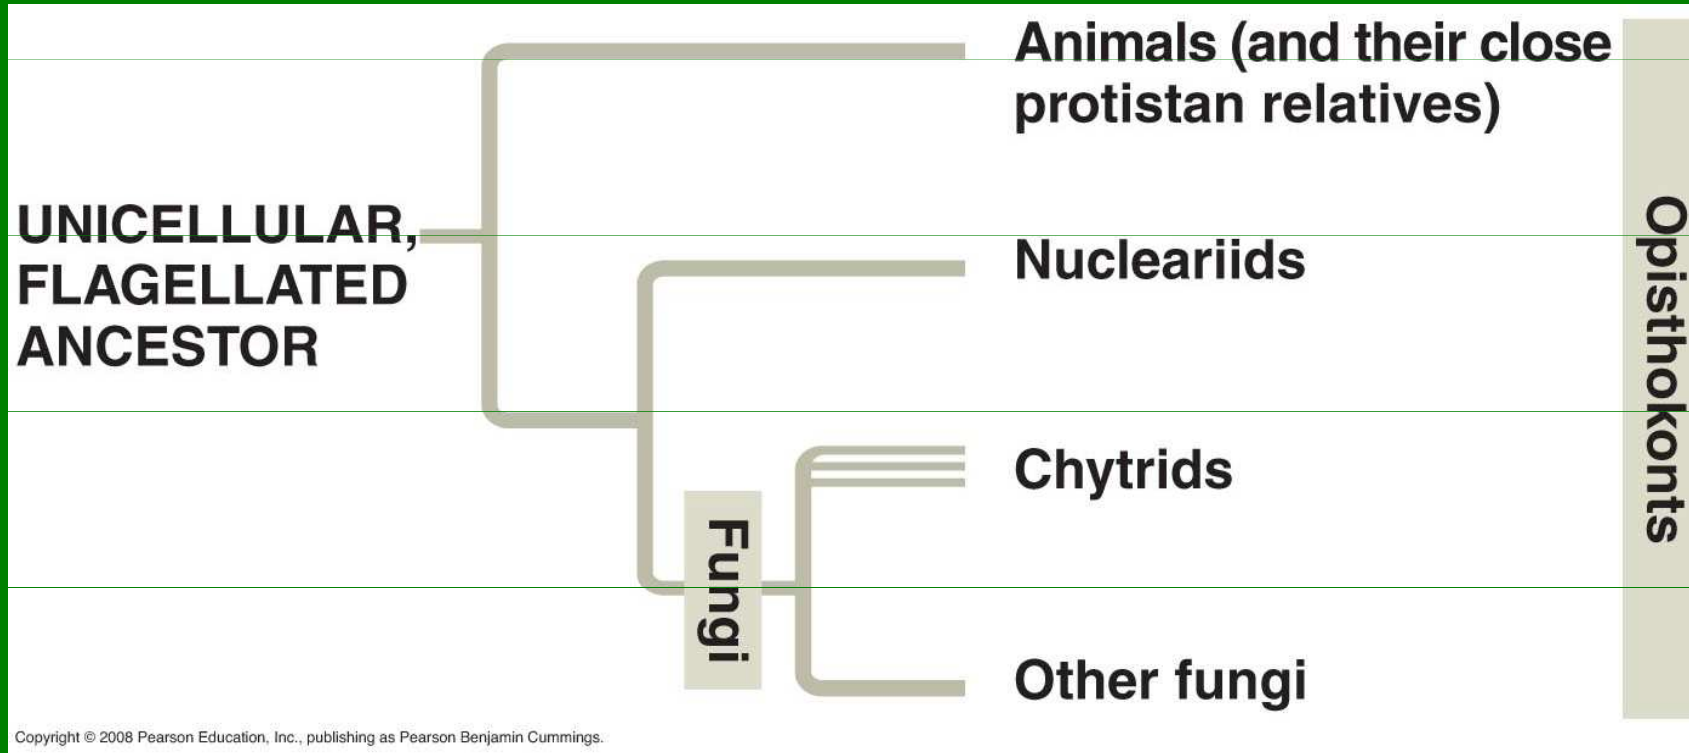 Animals (and their close
protistan relatives)
UNICELLULAR,
FLAGELLATED
ANCESTOR
Nucleariids
Chytrids
Fungi
Other fungi
Opisthokonts
Copyright © 2008 Pearson Education, Inc., publishing as Pearson Benjamin Cummings.